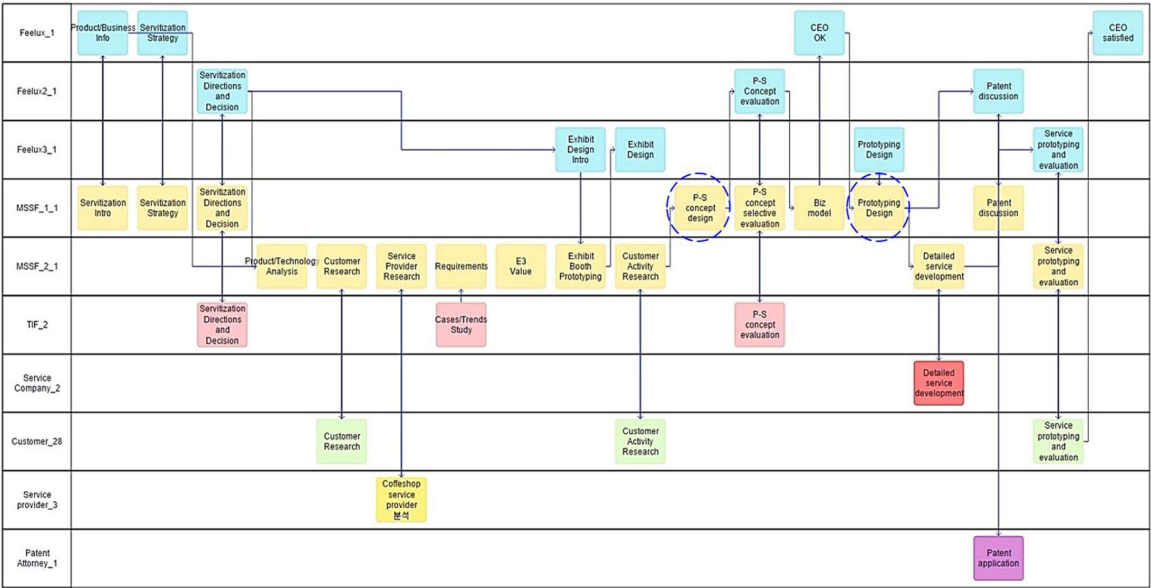 Feelux_1
Product/Business
Info
Servitization
Strategy
CEO
OK
CEO
satisfied
Feelux2_1
Servitization
Directions
and
Decision
P-S
Concept
evaluation
Patent
discussion
Feelux3_1
Exhibit
Design
Intro
Exhibit
Design
Prototyping
Design
Service
prototyping
and
evaluation
MSSF_1_1
Servitization
Intro
Servitization
Strategy
Servitization
Directions
and
Decision
P-S
concept
design
P-S
concept
selective
evaluation
Biz
model
Prototyping
Design
Patent
discussion
MSSF_2_1
Product/Technology
Analysis
Customer
Research
Service
Provider
Research
Requirements
E3
Value
Exhibit
Booth
Prototyping
Customer
Activity
Research
Detailed
service
development
Service
prototyping
and
evaluation
TIF_2
Servitization
Directions
and
Decision
Cases/Trends
Study
P-S
concept
evaluation
Service
Company_2
Detailed
service
development
Customer_28
Customer
Research
Customer
Activity
Research
Service
prototyping
and
evaluation
Service
provider_3
Coffeshop
service
provider
분석
Patent
Attorney_1
Patent
application